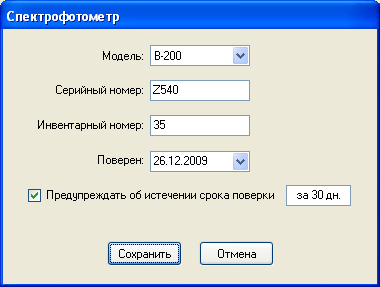 Спектрофотометр
Модель: В-200
Серийный номер: Z540
Инвентарный номер: 35
Поверен: 26.12.2009
Предупреждать об истечении срока поверки за 30 дн.
Сохранить Отмена